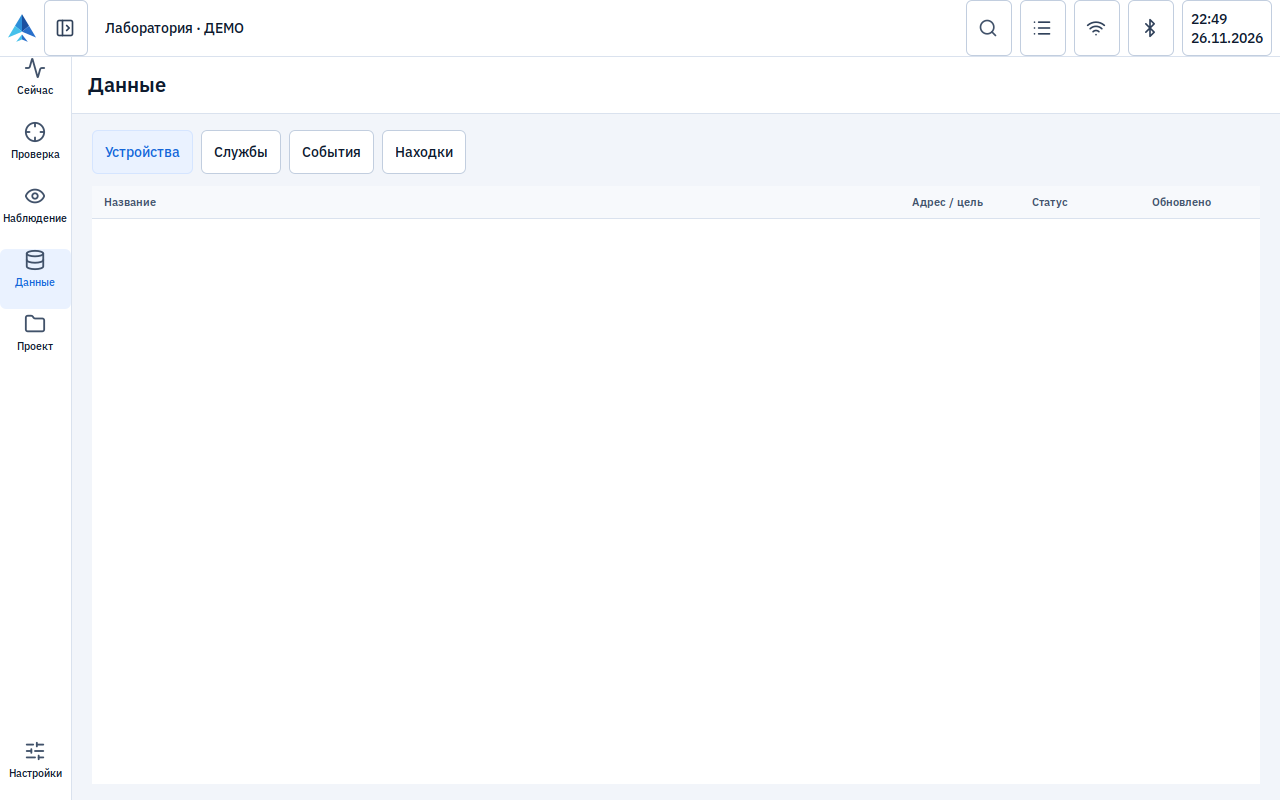 Лаборатория · ДЕМО
22:49
26.11.2026
Сейчас
Проверка
Наблюдение
Данные
Проект
Настройки
Данные
Устройства
Службы
События
Находки
Название
Адрес / цель
Статус
Обновлено